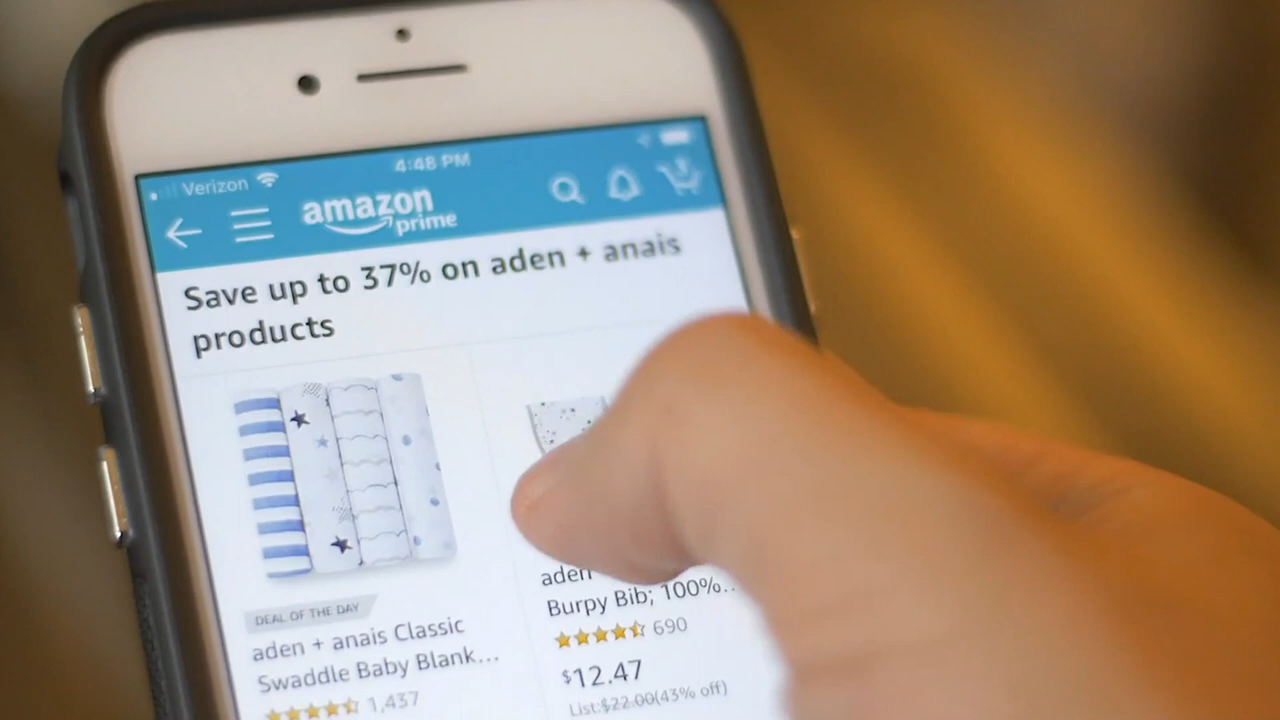 Verizon
4:48 PM
amazon
prime
Save up to 37% on aden + anais
products
DEAL OF THE DAY
aden + anais Classic
Swaddle Baby Blank...
1,437
aden
Burpy Bib; 100%...
690
$12.47
List:$22.00(43% off)